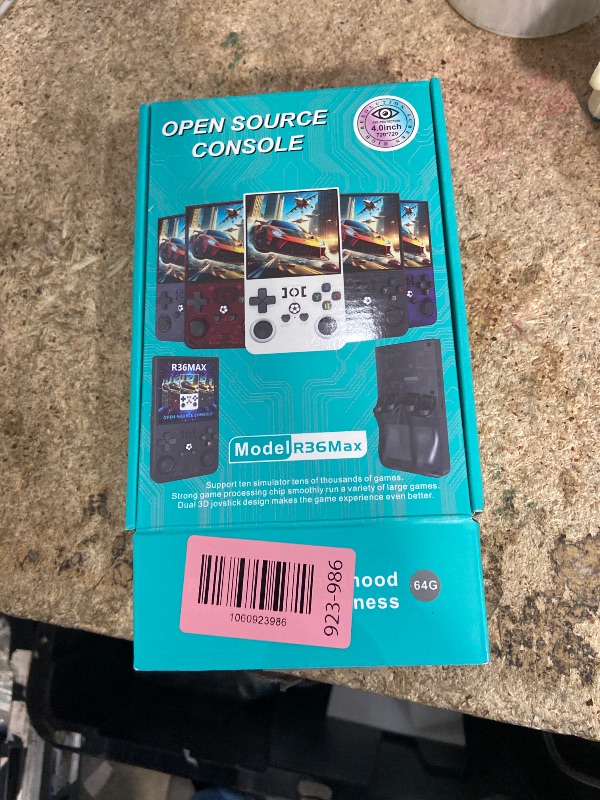 OPEN SOURCE
CONSOLE
4.0inch
720*720
R36MAX
OPEN SOURCE CONSOLE
Model R36Max
Support ten simulator tens of thousands of games.
Strong game processing chip smoothly run a variety of large games.
Dual 3D joystick design makes the game experience even better.
hood
ness
64G
1060923986
923-986